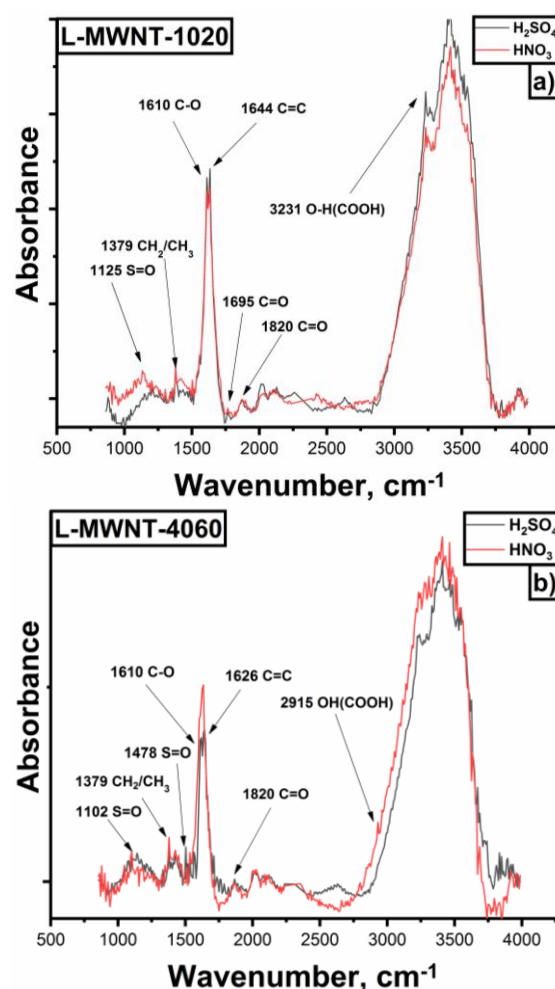 L-MWNT-1020
H₂SO₄
HNO₃
a)
1610 C-O
1644 C=C
3231 O-H(COOH)
1379 CH₂/CH₃
1125 S=O
1695 C=O
1820 C=O
Absorbance
500 1000 1500 2000 2500 3000 3500 4000
Wavenumber, cm⁻¹
L-MWNT-4060
H₂SO₄
HNO₃
b)
1610 C-O
1626 C=C
2915 OH(COOH)
1478 S=O
1379 CH₂/CH₃
1820 C=O
1102 S=O
Absorbance
500 1000 1500 2000 2500 3000 3500 4000
Wavenumber, cm⁻¹